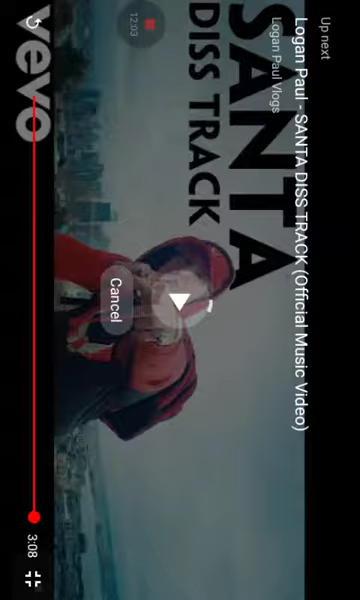 Up next
Logan Paul - SANTA DISS TRACK (Official Music Video)
Logan Paul Vlogs
SANTA
DISS TRACK
12:03
Cancel
vevo
3:08